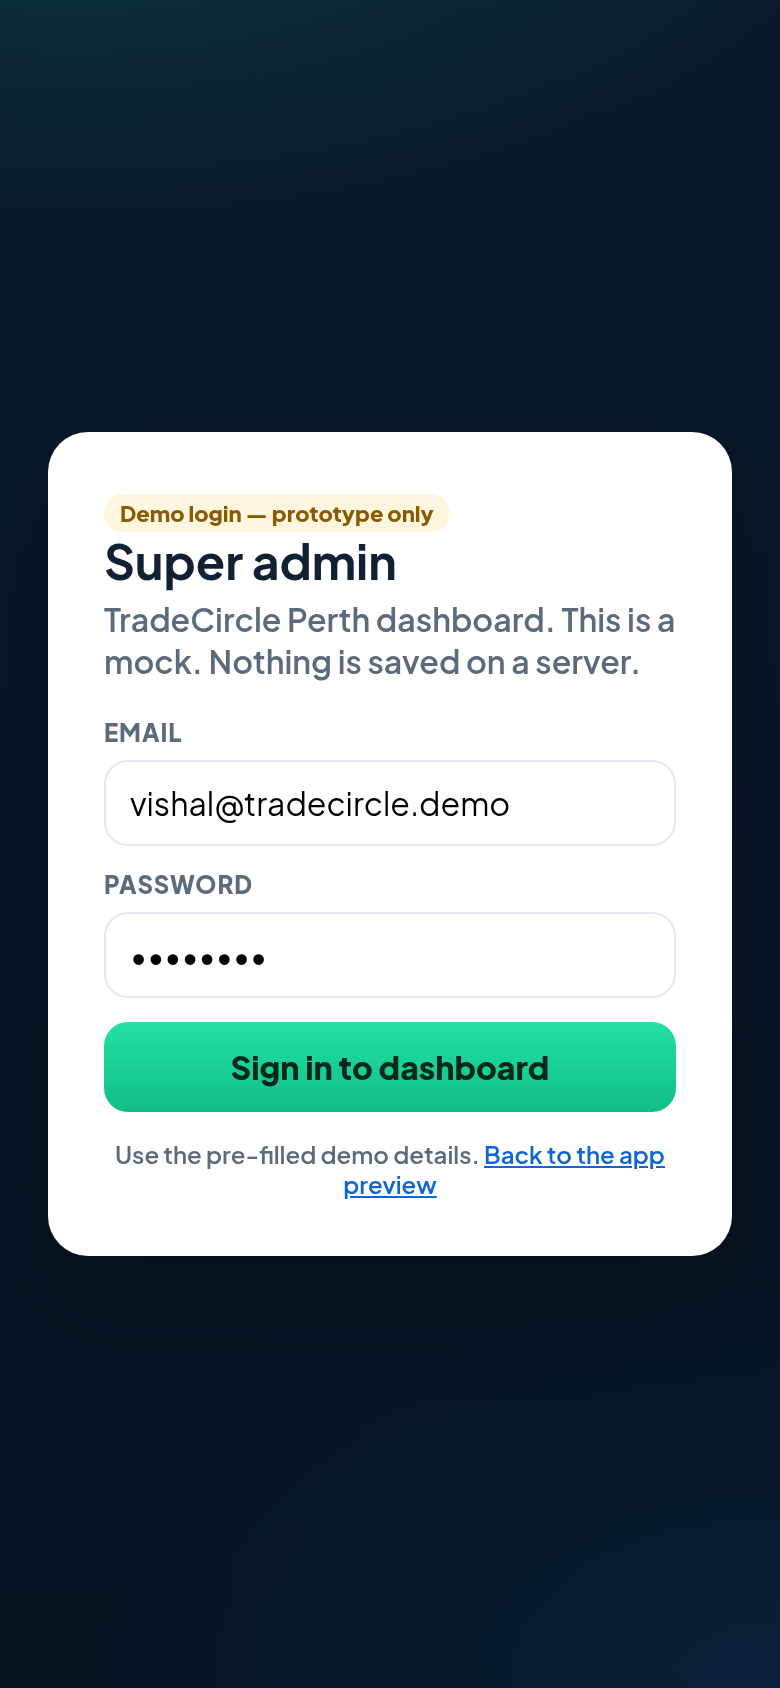 Demo login — prototype only
Super admin
TradeCircle Perth dashboard. This is a
mock. Nothing is saved on a server.
EMAIL
vishal@tradecircle.demo
PASSWORD
••••••••
Sign in to dashboard
Use the pre-filled demo details. Back to the app
preview